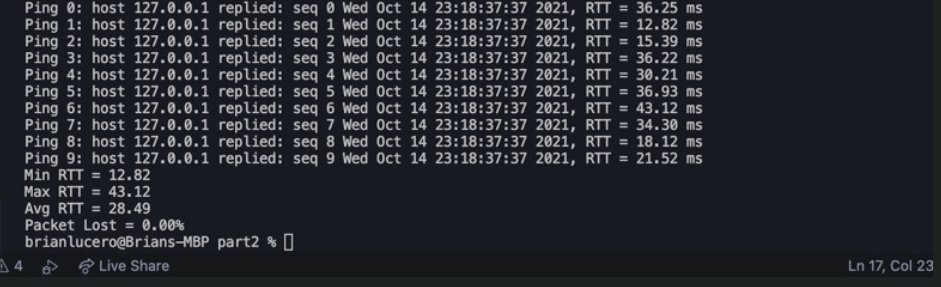 Ping 0: host 127.0.0.1 replied: seq 0 Wed Oct 14 23:18:37:37 2021, RTT = 36.25 ms
Ping 1: host 127.0.0.1 replied: seq 1 Wed Oct 14 23:18:37:37 2021, RTT = 12.82 ms
Ping 2: host 127.0.0.1 replied: seq 2 Wed Oct 14 23:18:37:37 2021, RTT = 15.39 ms
Ping 3: host 127.0.0.1 replied: seq 3 Wed Oct 14 23:18:37:37 2021, RTT = 36.22 ms
Ping 4: host 127.0.0.1 replied: seq 4 Wed Oct 14 23:18:37:37 2021, RTT = 30.21 ms
Ping 5: host 127.0.0.1 replied: seq 5 Wed Oct 14 23:18:37:37 2021, RTT = 36.93 ms
Ping 6: host 127.0.0.1 replied: seq 6 Wed Oct 14 23:18:37:37 2021, RTT = 43.12 ms
Ping 7: host 127.0.0.1 replied: seq 7 Wed Oct 14 23:18:37:37 2021, RTT = 34.30 ms
Ping 8: host 127.0.0.1 replied: seq 8 Wed Oct 14 23:18:37:37 2021, RTT = 18.12 ms
Ping 9: host 127.0.0.1 replied: seq 9 Wed Oct 14 23:18:37:37 2021, RTT = 21.52 ms
Min RTT = 12.82
Max RTT = 43.12
Avg RTT = 28.49
Packet Lost = 0.00%
brianlucero@Brians-MBP part2 %
4 Live Share Ln 17, Col 23